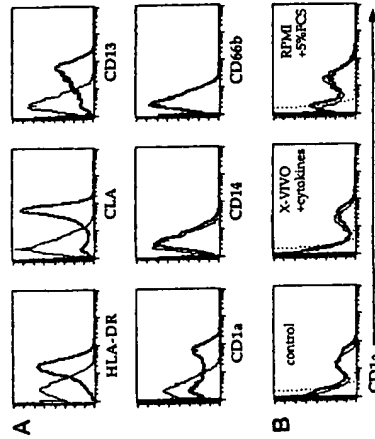 A
HLA-DR
CLA
CD13
CD1a
CD14
CD66b
B
control
X-VIVO
+cytokines
RPMI
+5%FCS
CD1a